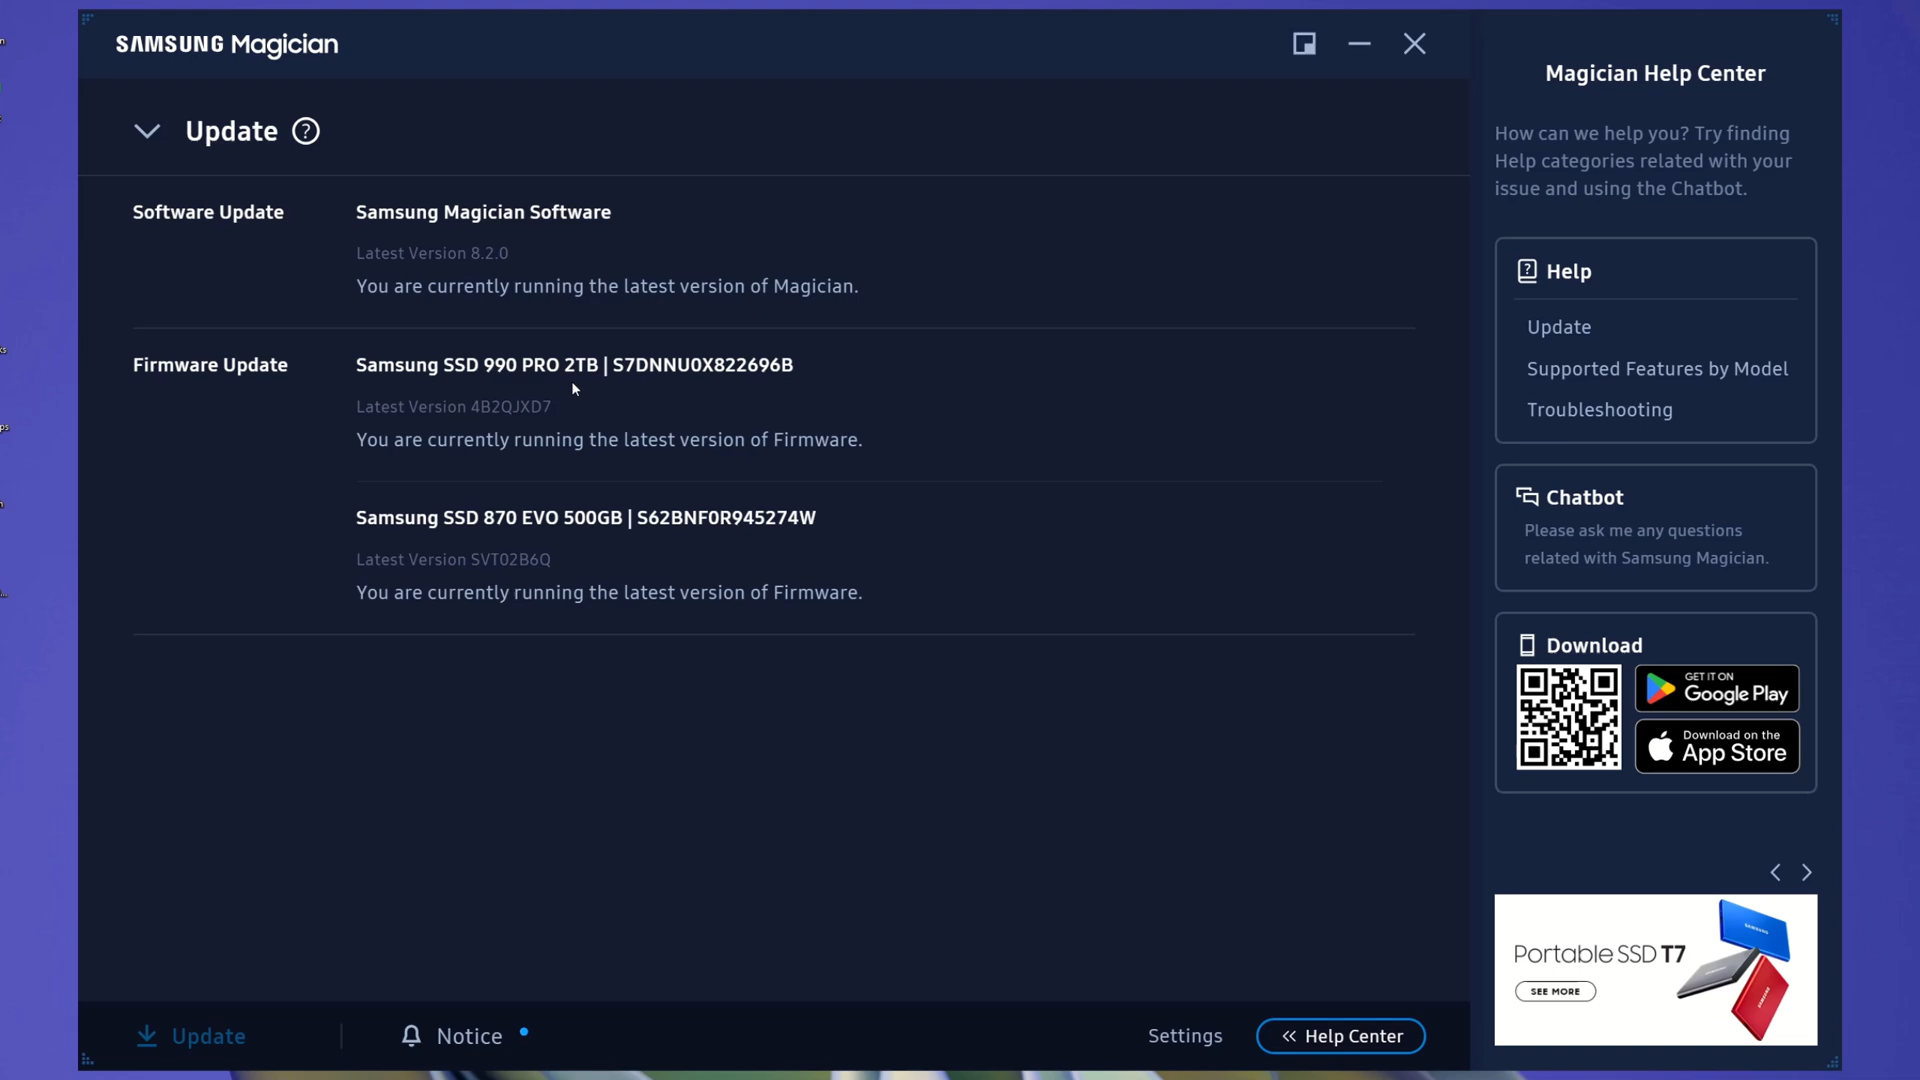 SAMSUNG Magician
Update ?
Software Update
Samsung Magician Software
Latest Version 8.2.0
You are currently running the latest version of Magician.
Firmware Update
Samsung SSD 990 PRO 2TB | S7DNNU0X822696B
Latest Version 4B2QJXD7
You are currently running the latest version of Firmware.
Samsung SSD 870 EVO 500GB | S62BNF0R945274W
Latest Version SVT02B6Q
You are currently running the latest version of Firmware.
Update
Notice
Settings
Help Center
Magician Help Center
How can we help you? Try finding
Help categories related with your
issue and using the Chatbot.
Help
Update
Supported Features by Model
Troubleshooting
Chatbot
Please ask me any questions
related with Samsung Magician.
Download
GET IT ON
Google Play
Download on the
App Store
Portable SSD T7
SEE MORE